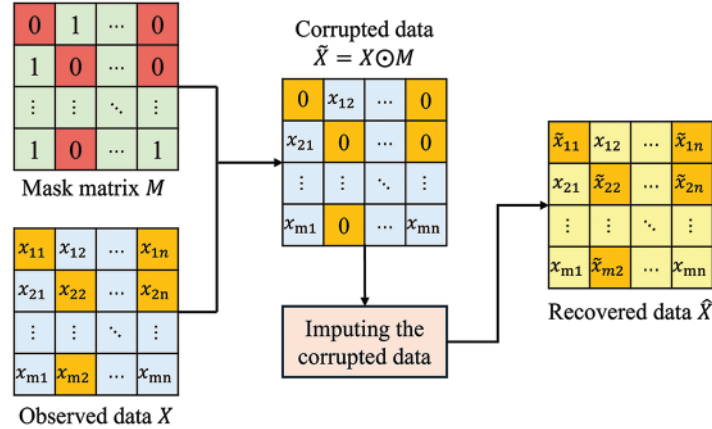 0 1 ⋯ 0
1 0 ⋯ 0
⋮ ⋮ ⋱ ⋮
1 0 ⋯ 1
Mask matrix M
x₁₁ x₁₂ ⋯ x₁ₙ
x₂₁ x₂₂ ⋯ x₂ₙ
⋮ ⋮ ⋱ ⋮
xₘ₁ xₘ₂ ⋯ xₘₙ
Observed data X
Corrupted data
X̃ = X⊙M
0 x₁₂ ⋯ 0
x₂₁ 0 ⋯ 0
⋮ ⋮ ⋱ ⋮
xₘ₁ 0 ⋯ xₘₙ
Imputing the
corrupted data
x̃₁₁ x₁₂ ⋯ x̃₁ₙ
x₂₁ x̃₂₂ ⋯ x̃₂ₙ
⋮ ⋮ ⋱ ⋮
xₘ₁ x̃ₘ₂ ⋯ xₘₙ
Recovered data X̂